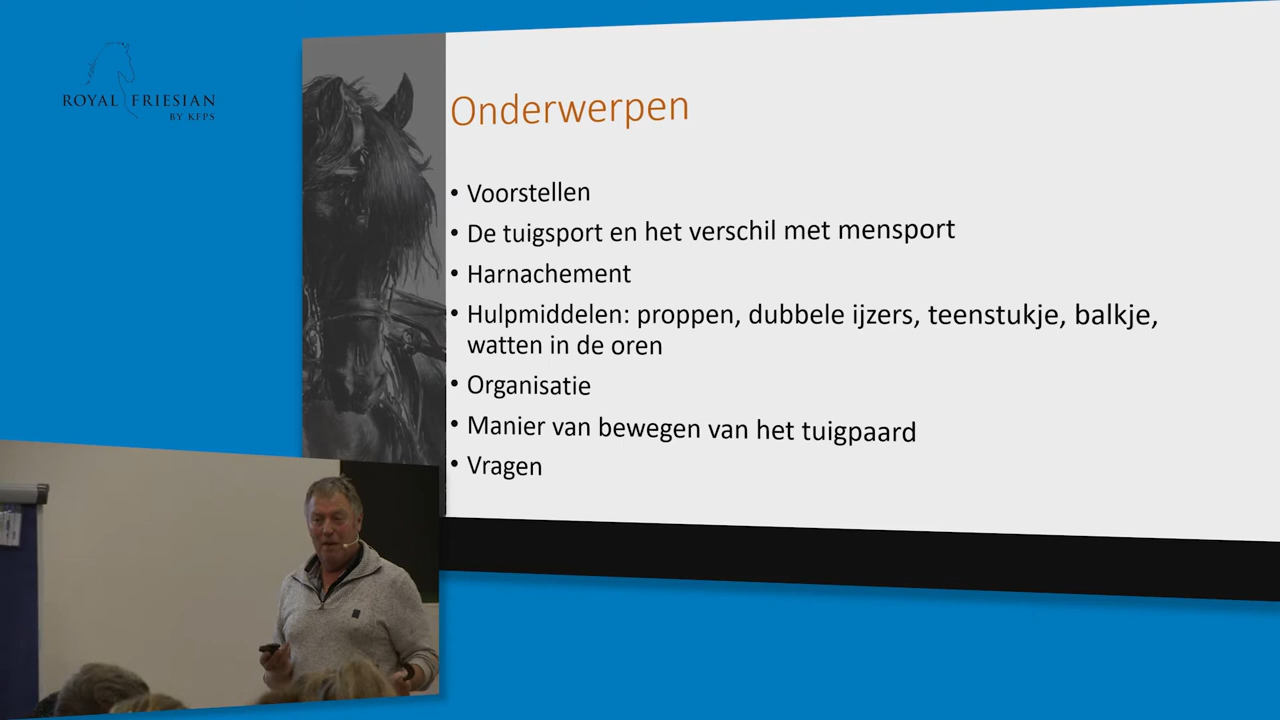 ROYAL FRIESIAN
BY KFPS
Onderwerpen
• Voorstellen
• De tuigsport en het verschil met mensport
• Harnachement
• Hulpmiddelen: proppen, dubbele ijzers, teenstukje, balkje,
watten in de oren
• Organisatie
• Manier van bewegen van het tuigpaard
• Vragen